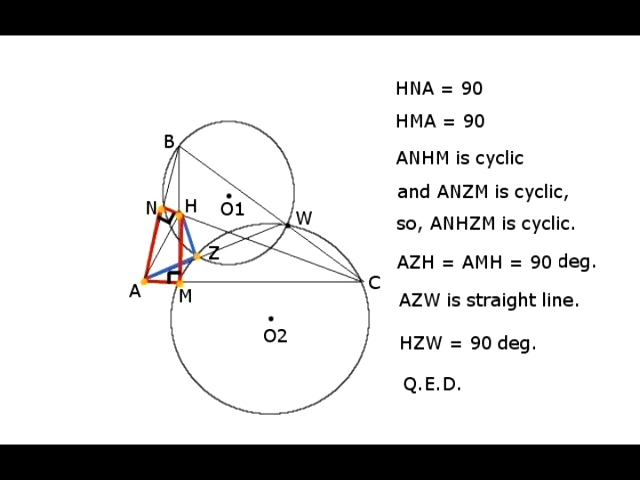 HNA = 90
HMA = 90
B
ANHM is cyclic
and ANZM is cyclic,
N
H
O1
W
so, ANHZM is cyclic.
Z
AZH = AMH = 90 deg.
A
M
C
AZW is straight line.
O2
HZW = 90 deg.
Q.E.D.